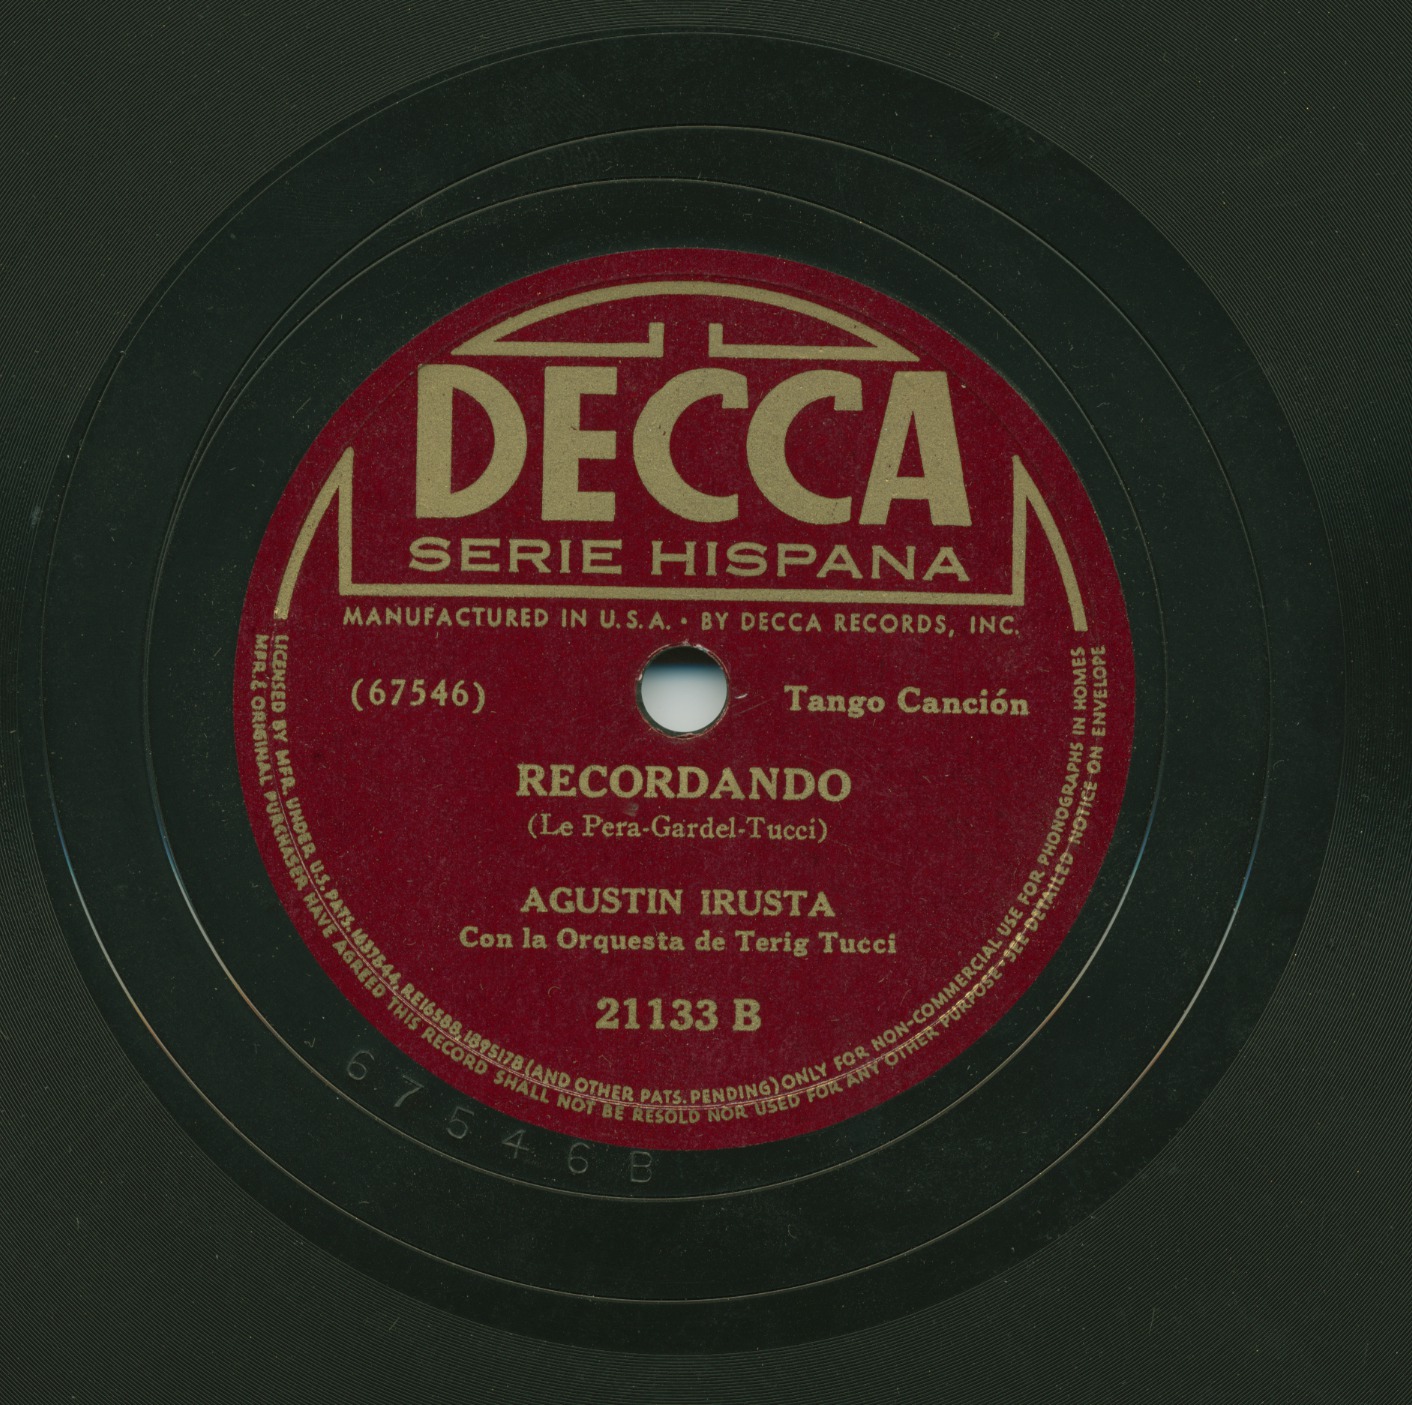 DECCA
SERIE HISPANA
MANUFACTURED IN U.S.A. • BY DECCA RECORDS, INC.
(67546)
Tango Canción
RECORDANDO
(Le Pera-Gardel-Tucci)
AGUSTIN IRUSTA
Con la Orquesta de Terig Tucci
21133 B
LICENSED BY MFR. UNDER U.S. PATS. 1637544, RE16588, 1895178 (AND OTHER PATS. PENDING) ONLY FOR NON-COMMERCIAL USE FOR PHONOGRAPHS IN HOMES
MFR. & ORIGINAL PURCHASER HAVE AGREED THIS RECORD SHALL NOT BE RESOLD NOR USED FOR ANY OTHER PURPOSE • SEE DETAILED NOTICE ON ENVELOPE
67546 B